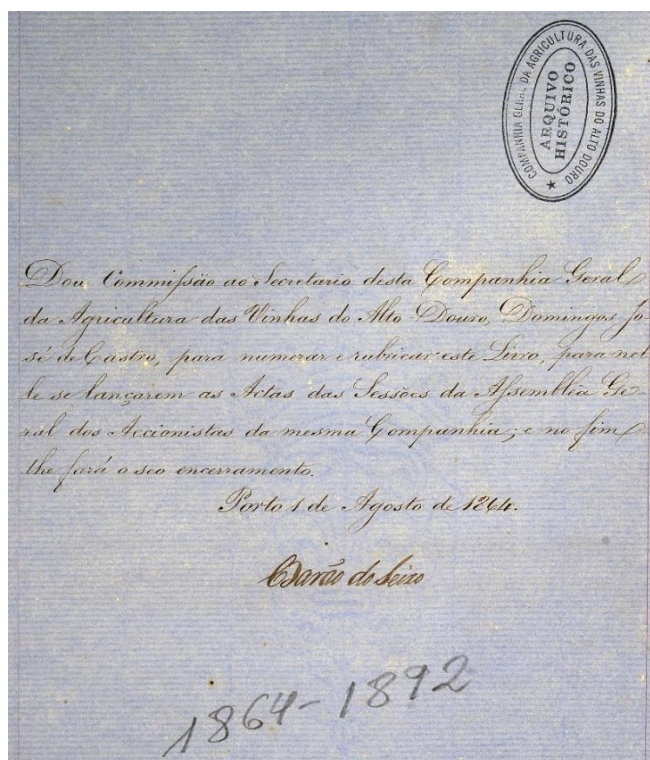 COMPANHIA GERAL DA AGRICULTURA DAS VINHAS DO ALTO DOURO
ARQUIVO
HISTÓRICO
Dou Commissão ao Secretario desta Companhia Geral
da Agricultura das Vinhas do Alto Douro, Domingos Jo-
sé de Castro, para numerar e rubricar este Livro, para nel
le se lançarem as Actas das Sessões da Assemblêa Ge-
ral dos Accionistas da mesma Companhia; e no fim
lhe fará o seo encerramento.
Porto 1 de Agosto de 1864.
Barão do Seixo
1864-1892